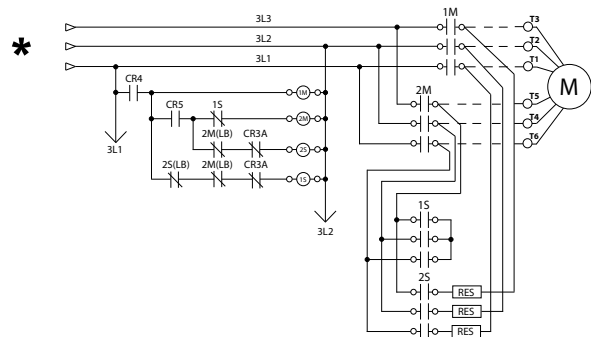 3L3
1M
T3
*
3L2
T2
3L1
T1
M
CR4
1M
2M
T5
CR5
1S
2M
T4
2M(LB)
CR3A
2S
T6
3L1
2S(LB)
2M(LB)
CR3A
1S
1S
3L2
2S
RES
RES
RES